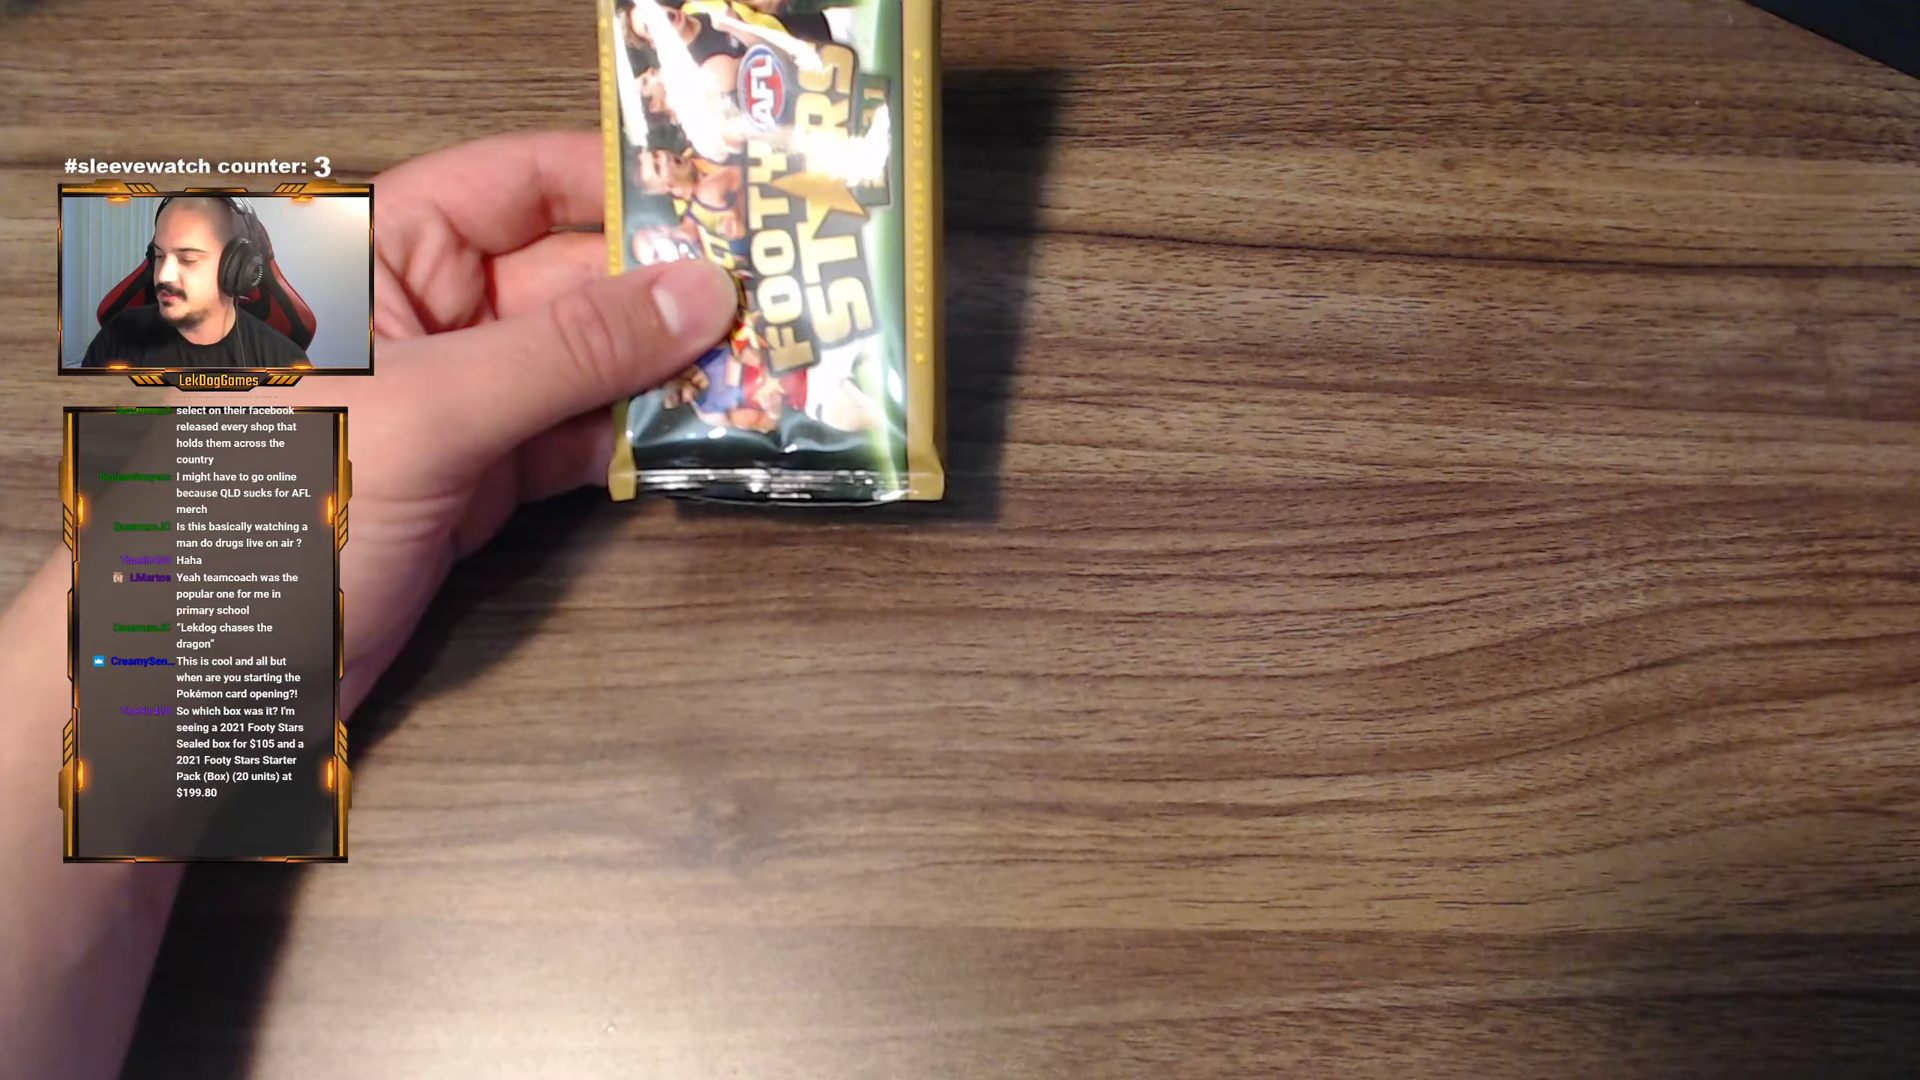 #sleevewatch counter: 3
LekDogGames
select on their facebook
released every shop that
holds them across the
country
I might have to go online
because QLD sucks for AFL
merch
Is this basically watching a
man do drugs live on air ?
Haha
LMartos Yeah teamcoach was the
popular one for me in
primary school
“Lekdog chases the
dragon”
CreamySen... This is cool and all but
when are you starting the
Pokémon card opening?!
TheSir420 So which box was it? I'm
seeing a 2021 Footy Stars
Sealed box for $105 and a
2021 Footy Stars Starter
Pack (Box) (20 units) at
$199.80
AFL
FOOTY
STARS
★ THE COLLECTOR'S CHOICE ★